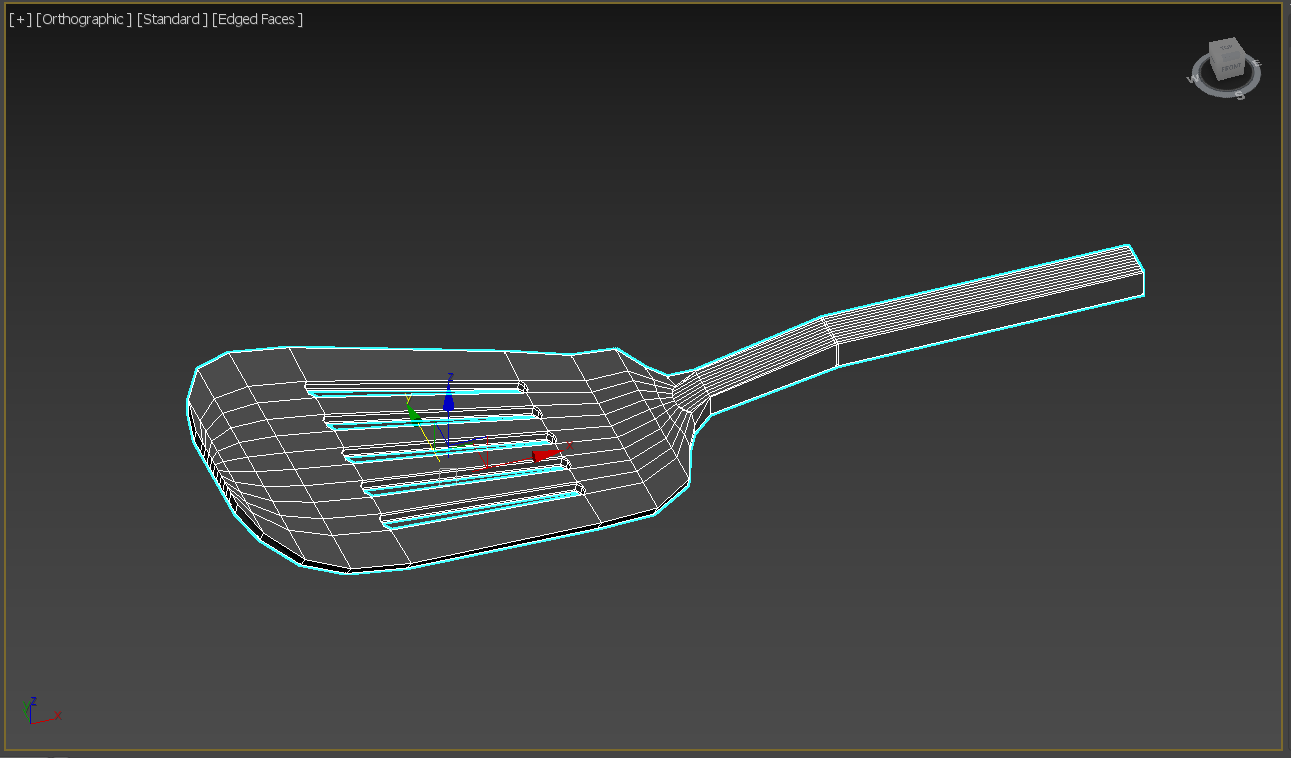 [+] [Orthographic ] [Standard ] [Edged Faces ]
TOP
FRONT
W
E
S
z
y
x
z
y
x